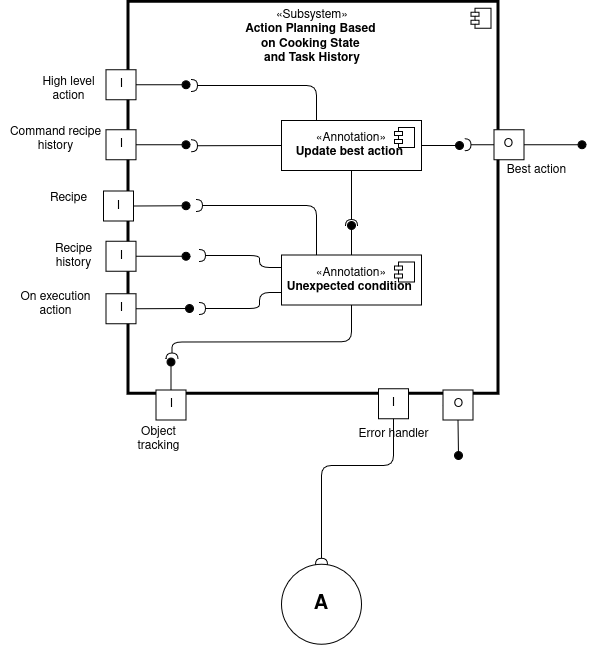 «Subsystem»
Action Planning Based
on Cooking State
and Task History
High level
action
I
Command recipe
history
I
«Annotation»
Update best action
O
Best action
Recipe
I
Recipe
history
I
«Annotation»
Unexpected condition
On execution
action
I
I
Object
tracking
I
Error handler
O
A